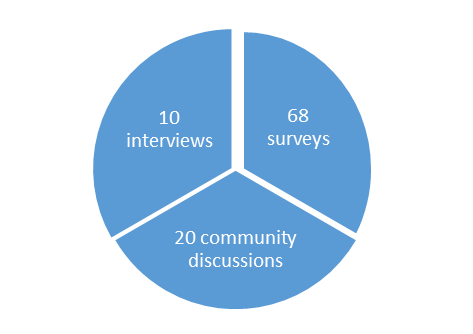 10
interviews
68
surveys
20 community
discussions